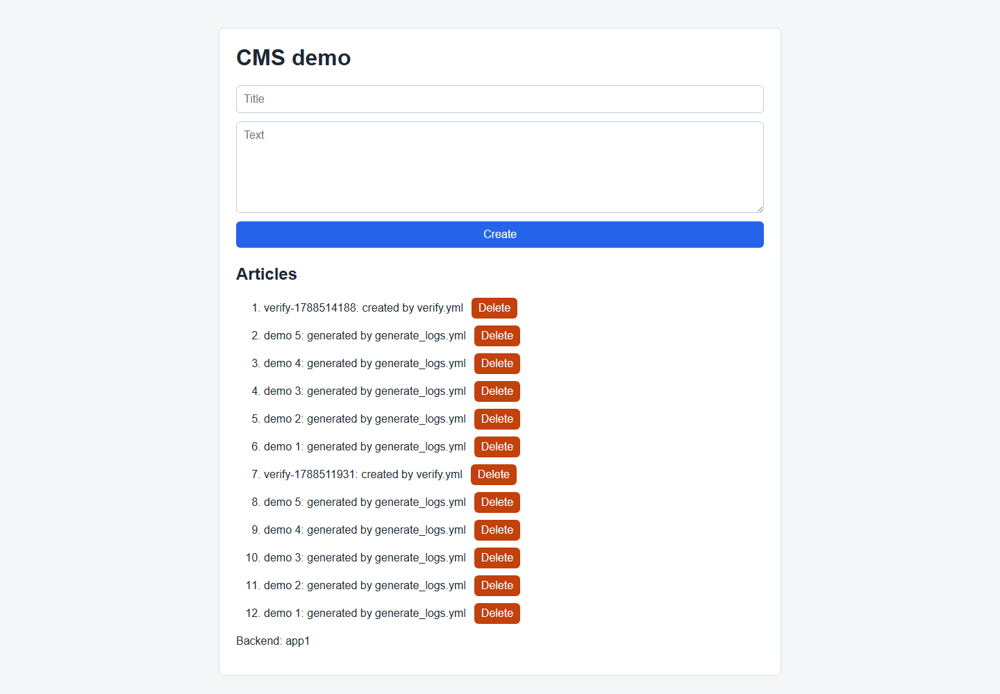 CMS demo
Title
Text
Create
Articles
1. verify-1788514188: created by verify.yml Delete
2. demo 5: generated by generate_logs.yml Delete
3. demo 4: generated by generate_logs.yml Delete
4. demo 3: generated by generate_logs.yml Delete
5. demo 2: generated by generate_logs.yml Delete
6. demo 1: generated by generate_logs.yml Delete
7. verify-1788511931: created by verify.yml Delete
8. demo 5: generated by generate_logs.yml Delete
9. demo 4: generated by generate_logs.yml Delete
10. demo 3: generated by generate_logs.yml Delete
11. demo 2: generated by generate_logs.yml Delete
12. demo 1: generated by generate_logs.yml Delete
Backend: app1